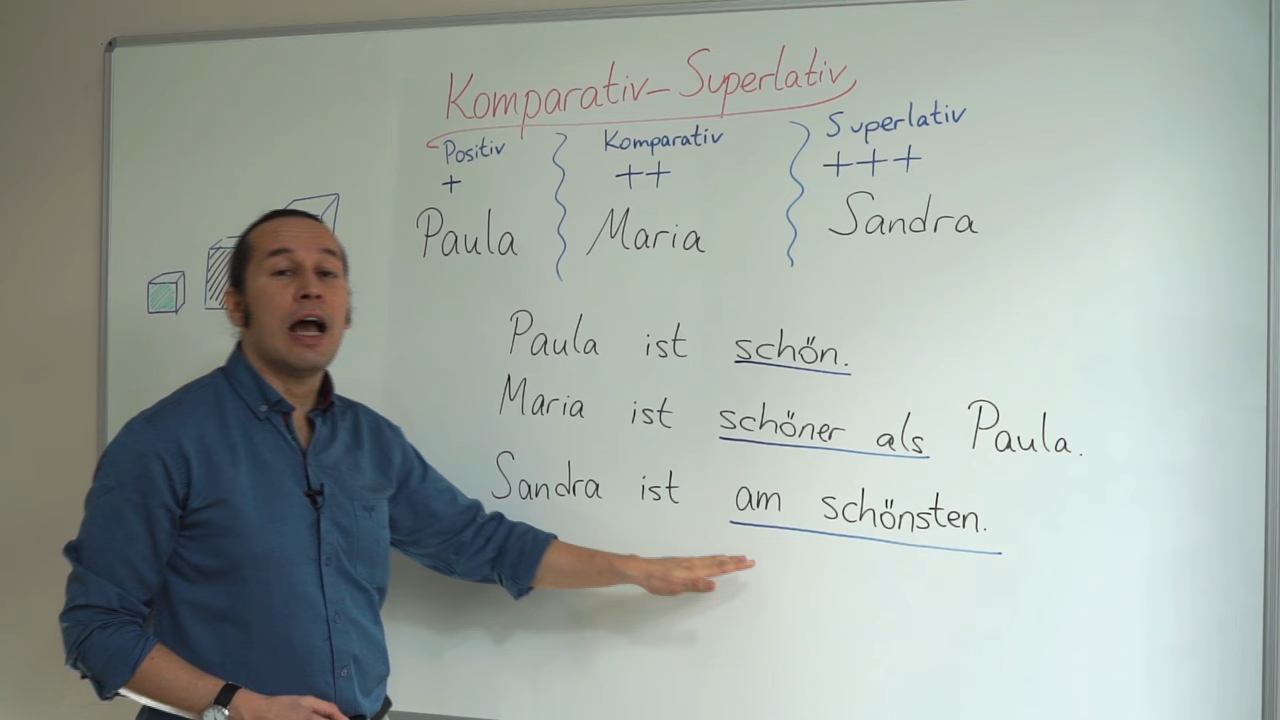 Komparativ-Superlativ
Positiv Komparativ Superlativ
+ ++ +++
Paula Maria Sandra
Paula ist schön.
Maria ist schöner als Paula.
Sandra ist am schönsten.